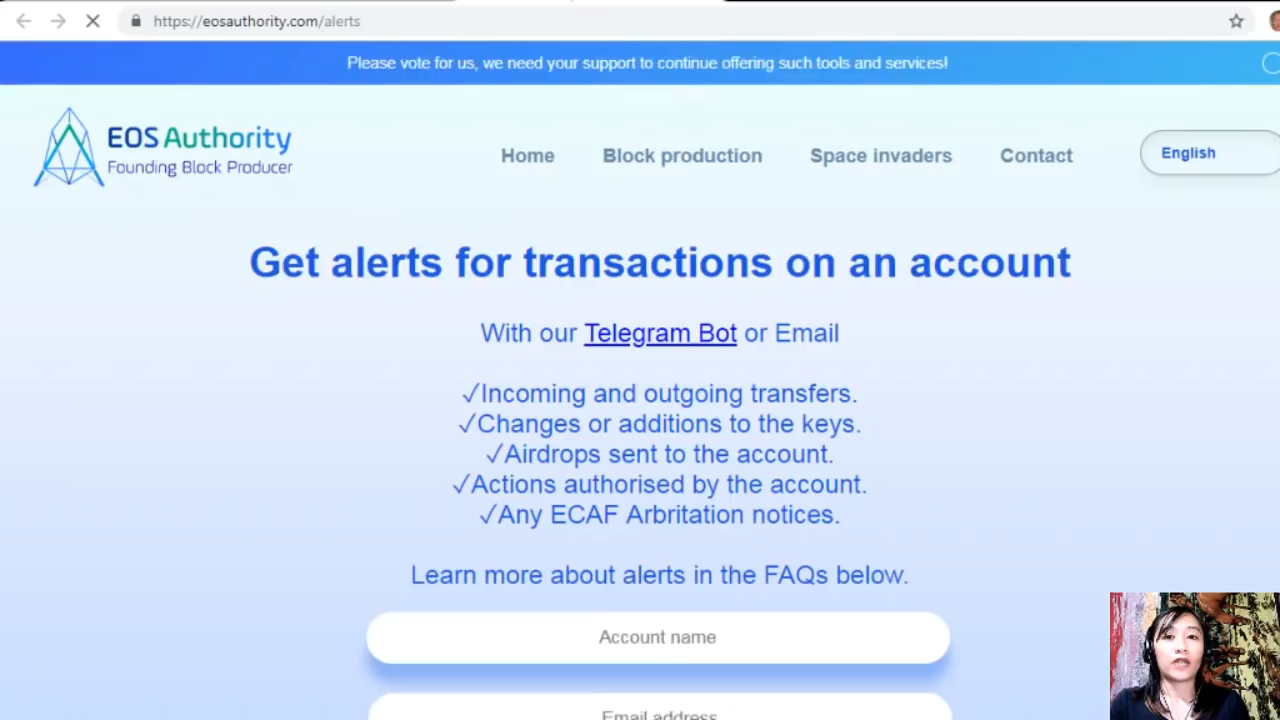 https://eosauthority.com/alerts
Please vote for us, we need your support to continue offering such tools and services!
EOS Authority
Founding Block Producer
Home Block production Space invaders Contact
English
Get alerts for transactions on an account
With our Telegram Bot or Email
✓Incoming and outgoing transfers.
✓Changes or additions to the keys.
✓Airdrops sent to the account.
✓Actions authorised by the account.
✓Any ECAF Arbritation notices.
Learn more about alerts in the FAQs below.
Account name
Email address